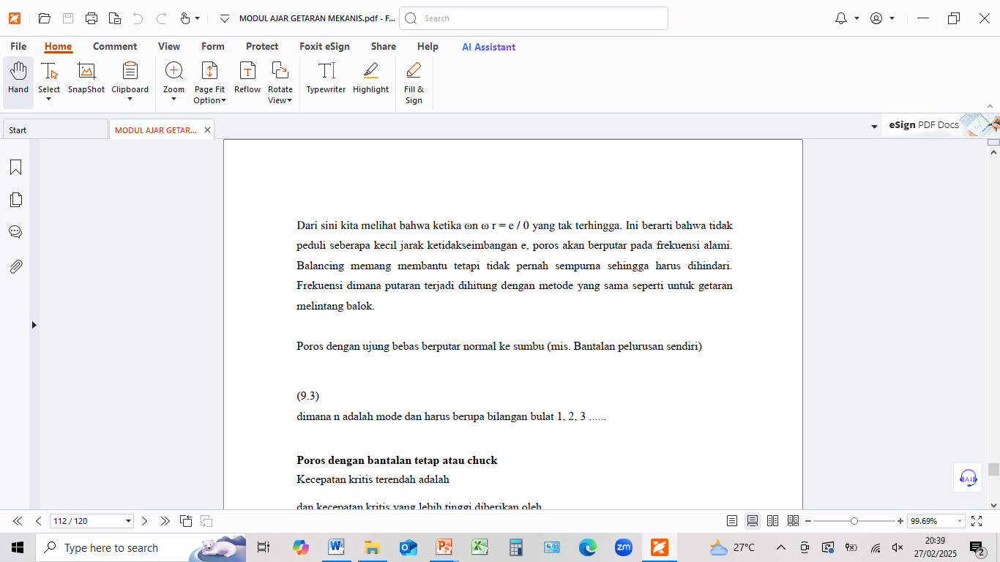 MODUL AJAR GETARAN MEKANIS.pdf - F...
Search
File Home Comment View Form Protect Foxit eSign Share Help AI Assistant
Hand
Select
SnapShot
Clipboard
Zoom
Page Fit Option
Reflow
Rotate View
Typewriter
Highlight
Fill & Sign
Start
MODUL AJAR GETAR...
eSign PDF Docs
Dari sini kita melihat bahwa ketika ωn ω r = e / 0 yang tak terhingga. Ini berarti bahwa tidak
peduli seberapa kecil jarak ketidakseimbangan e, poros akan berputar pada frekuensi alami.
Balancing memang membantu tetapi tidak pernah sempurna sehingga harus dihindari.
Frekuensi dimana putaran terjadi dihitung dengan metode yang sama seperti untuk getaran
melintang balok.
Poros dengan ujung bebas berputar normal ke sumbu (mis. Bantalan pelurusan sendiri)
(9.3)
dimana n adalah mode dan harus berupa bilangan bulat 1, 2, 3 ......
Poros dengan bantalan tetap atau chuck
Kecepatan kritis terendah adalah
dan kecepatan kritis yang lebih tinggi diberikan oleh
AI
112 / 120
99.69%
Type here to search
27°C
20:39
27/02/2025
2
zm